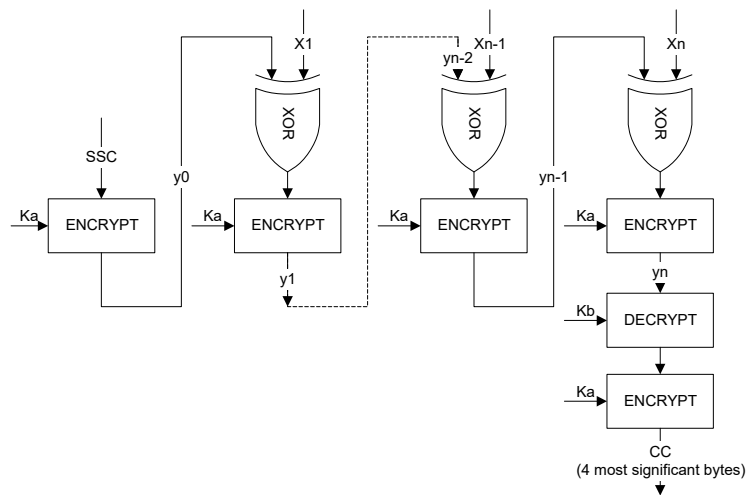 X1
Xn-1
Xn
yn-2
XOR
XOR
XOR
SSC
y0
yn-1
Ka
ENCRYPT
Ka
ENCRYPT
Ka
ENCRYPT
Ka
ENCRYPT
y1
yn
Kb
DECRYPT
Ka
ENCRYPT
CC
(4 most significant bytes)